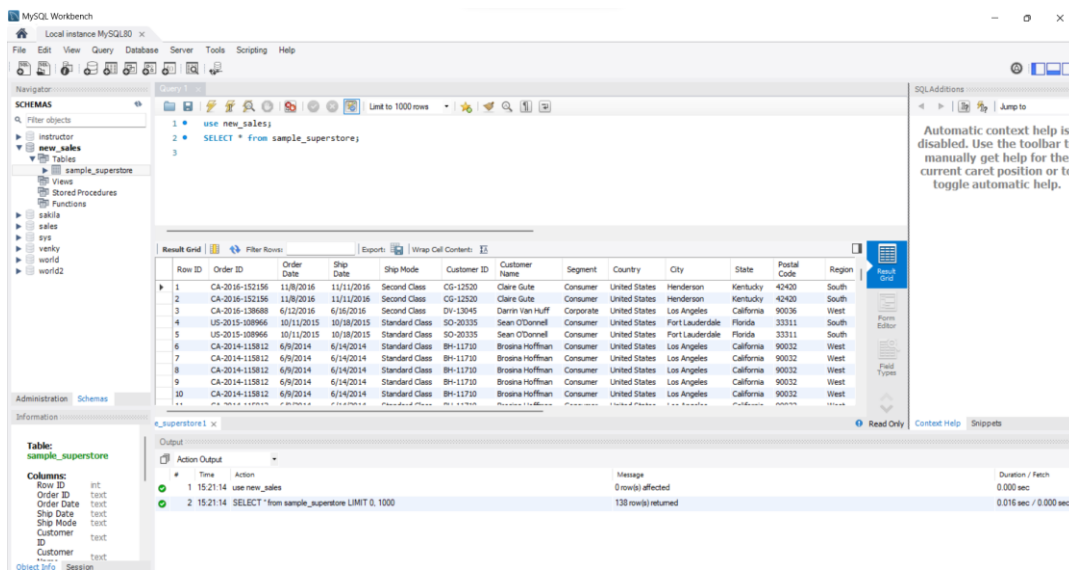 MySQL Workbench
Local instance MySQL80 ×
File Edit View Query Database Server Tools Scripting Help
Navigator
SCHEMAS
Filter objects
instructor
new_sales
Tables
sample_superstore
Views
Stored Procedures
Functions
sakila
sales
sys
venky
world
world2
Administration Schemas
Information
Table:
sample_superstore
Columns:
Row ID int
Order ID text
Order Date text
Ship Date text
Ship Mode text
Customer
ID text
Customer
text
Object Info Session
Query 1 ×
Limit to 1000 rows
1 use new_sales;
2 SELECT * from sample_superstore;
3
Result Grid Filter Rows: Export: Wrap Cell Content:
Row ID Order ID Order Date Ship Date Ship Mode Customer ID Customer Name Segment Country City State Postal Code Region
1 CA-2016-152156 11/8/2016 11/11/2016 Second Class CG-12520 Claire Gute Consumer United States Henderson Kentucky 42420 South
2 CA-2016-152156 11/8/2016 11/11/2016 Second Class CG-12520 Claire Gute Consumer United States Henderson Kentucky 42420 South
3 CA-2016-138688 6/12/2016 6/16/2016 Second Class DV-13045 Darrin Van Huff Corporate United States Los Angeles California 90036 West
4 US-2015-108966 10/11/2015 10/18/2015 Standard Class SO-20335 Sean O'Donnell Consumer United States Fort Lauderdale Florida 33311 South
5 US-2015-108966 10/11/2015 10/18/2015 Standard Class SO-20335 Sean O'Donnell Consumer United States Fort Lauderdale Florida 33311 South
6 CA-2014-115812 6/9/2014 6/14/2014 Standard Class BH-11710 Brosina Hoffman Consumer United States Los Angeles California 90032 West
7 CA-2014-115812 6/9/2014 6/14/2014 Standard Class BH-11710 Brosina Hoffman Consumer United States Los Angeles California 90032 West
8 CA-2014-115812 6/9/2014 6/14/2014 Standard Class BH-11710 Brosina Hoffman Consumer United States Los Angeles California 90032 West
9 CA-2014-115812 6/9/2014 6/14/2014 Standard Class BH-11710 Brosina Hoffman Consumer United States Los Angeles California 90032 West
10 CA-2014-115812 6/9/2014 6/14/2014 Standard Class BH-11710 Brosina Hoffman Consumer United States Los Angeles California 90032 West
Result
Grid
Form
Editor
Field
Types
e_superstore1 ×
Read Only
SQLAdditions
Jump to
Automatic context help is
disabled. Use the toolbar t
manually get help for the
current caret position or to
toggle automatic help.
Context Help Snippets
Output
Action Output
# Time Action Message Duration / Fetch
1 15:21:14 use new_sales 0 row(s) affected 0.000 sec
2 15:21:14 SELECT * from sample_superstore LIMIT 0, 1000 138 row(s) returned 0.016 sec / 0.000 sec